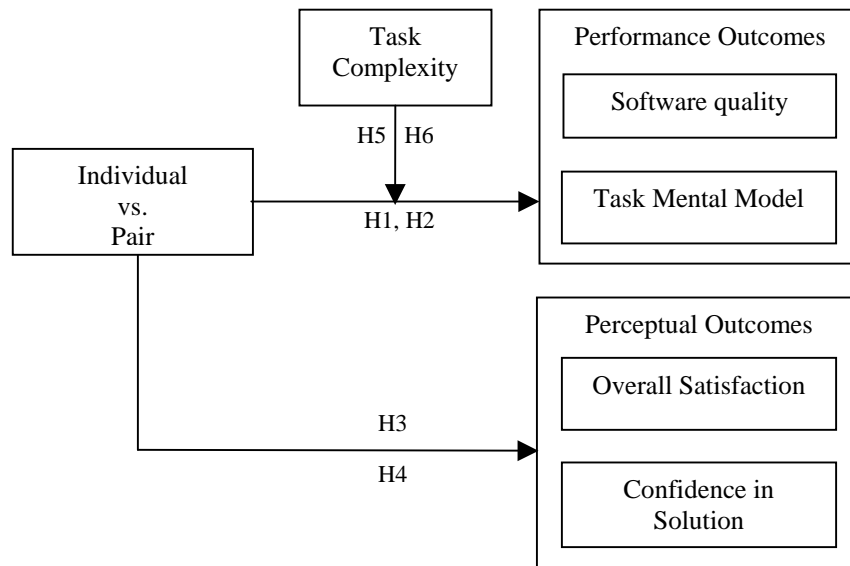 Task
Complexity
Performance Outcomes
Software quality
Task Mental Model
H5 H6
Individual
vs.
Pair
H1, H2
Perceptual Outcomes
Overall Satisfaction
Confidence in
Solution
H3
H4